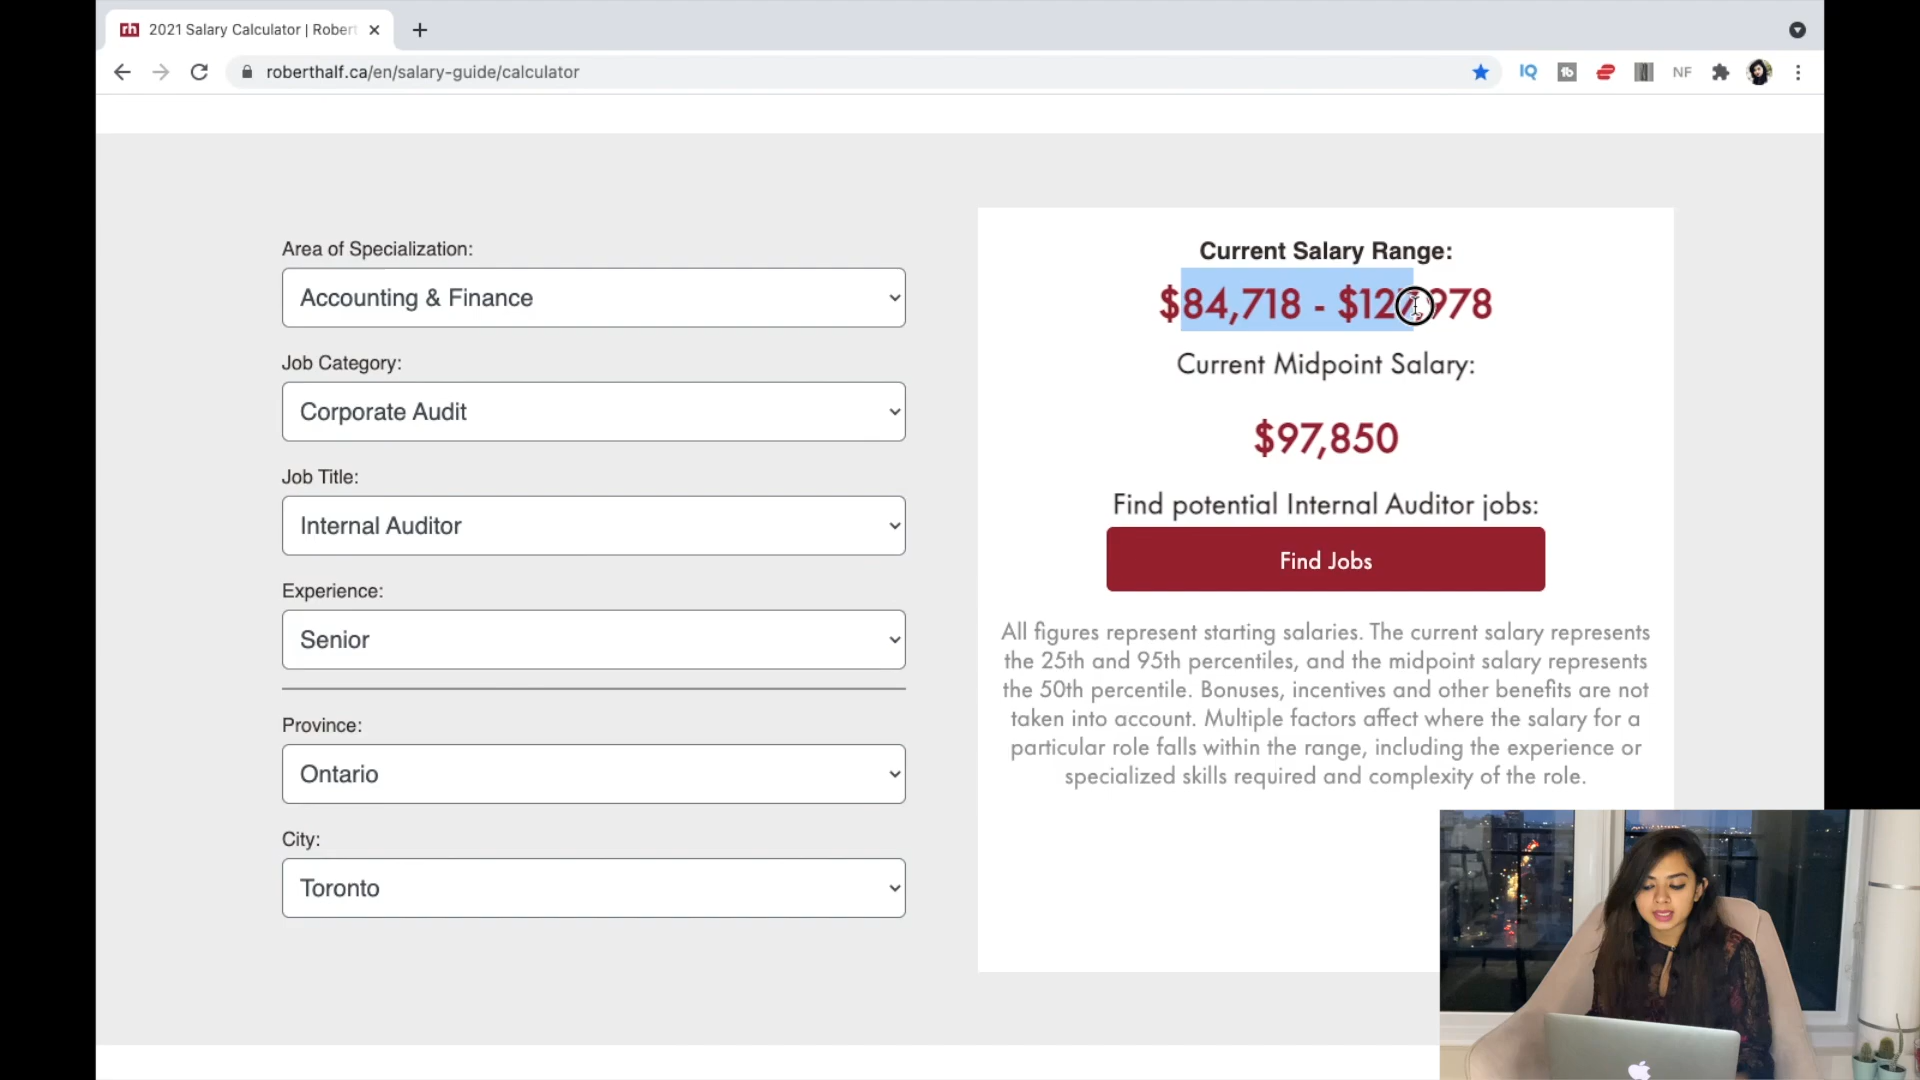 rh 2021 Salary Calculator | Robert
roberthalf.ca/en/salary-guide/calculator
IQ
NF
Area of Specialization:
Accounting & Finance
Job Category:
Corporate Audit
Job Title:
Internal Auditor
Experience:
Senior
Province:
Ontario
City:
Toronto
Current Salary Range:
$84,718 - $127,978
Current Midpoint Salary:
$97,850
Find potential Internal Auditor jobs:
Find Jobs
All figures represent starting salaries. The current salary represents
the 25th and 95th percentiles, and the midpoint salary represents
the 50th percentile. Bonuses, incentives and other benefits are not
taken into account. Multiple factors affect where the salary for a
particular role falls within the range, including the experience or
specialized skills required and complexity of the role.